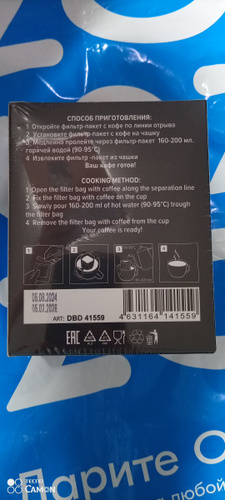 СПОСОБ ПРИГОТОВЛЕНИЯ:
1 Откройте фильтр-пакет с кофе по линии отрыва
2 Установите фильтр-пакет с кофе на чашку
3 Медленно пролейте через фильтр-пакет 160-200 мл.
горячей водой (90-95°C)
4 Извлеките фильтр -пакет из чашки
Ваш кофе готов!
COOKING METHOD:
1 Open the filter bag with coffee along the separation
line
2 Fix the filter bag with coffee on the cup
3 Slowly pour 160-200 ml of hot water (90-95°C) trough
the filter bag
4 Remove the filter bag with coffee from the cup
Your coffee is ready!
1 2 3 4
05.08.2024
05.02.2026
ART: DBD 41559
4 631164 141559
EAC
Дарите O
любой
TECNO
CAMON